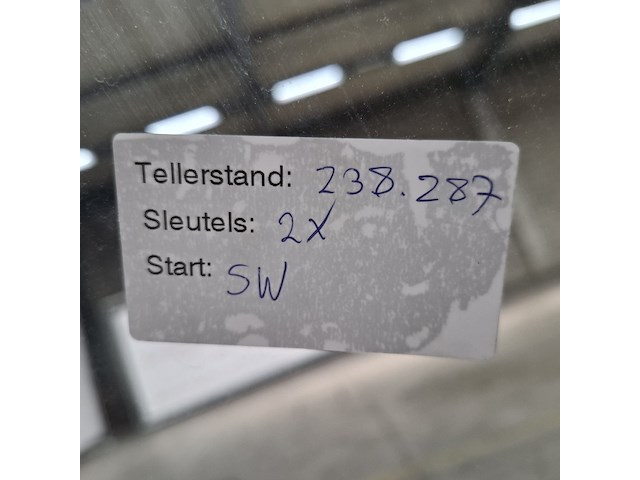 Tellerstand: 238.287
Sleutels: 2X
Start: SW